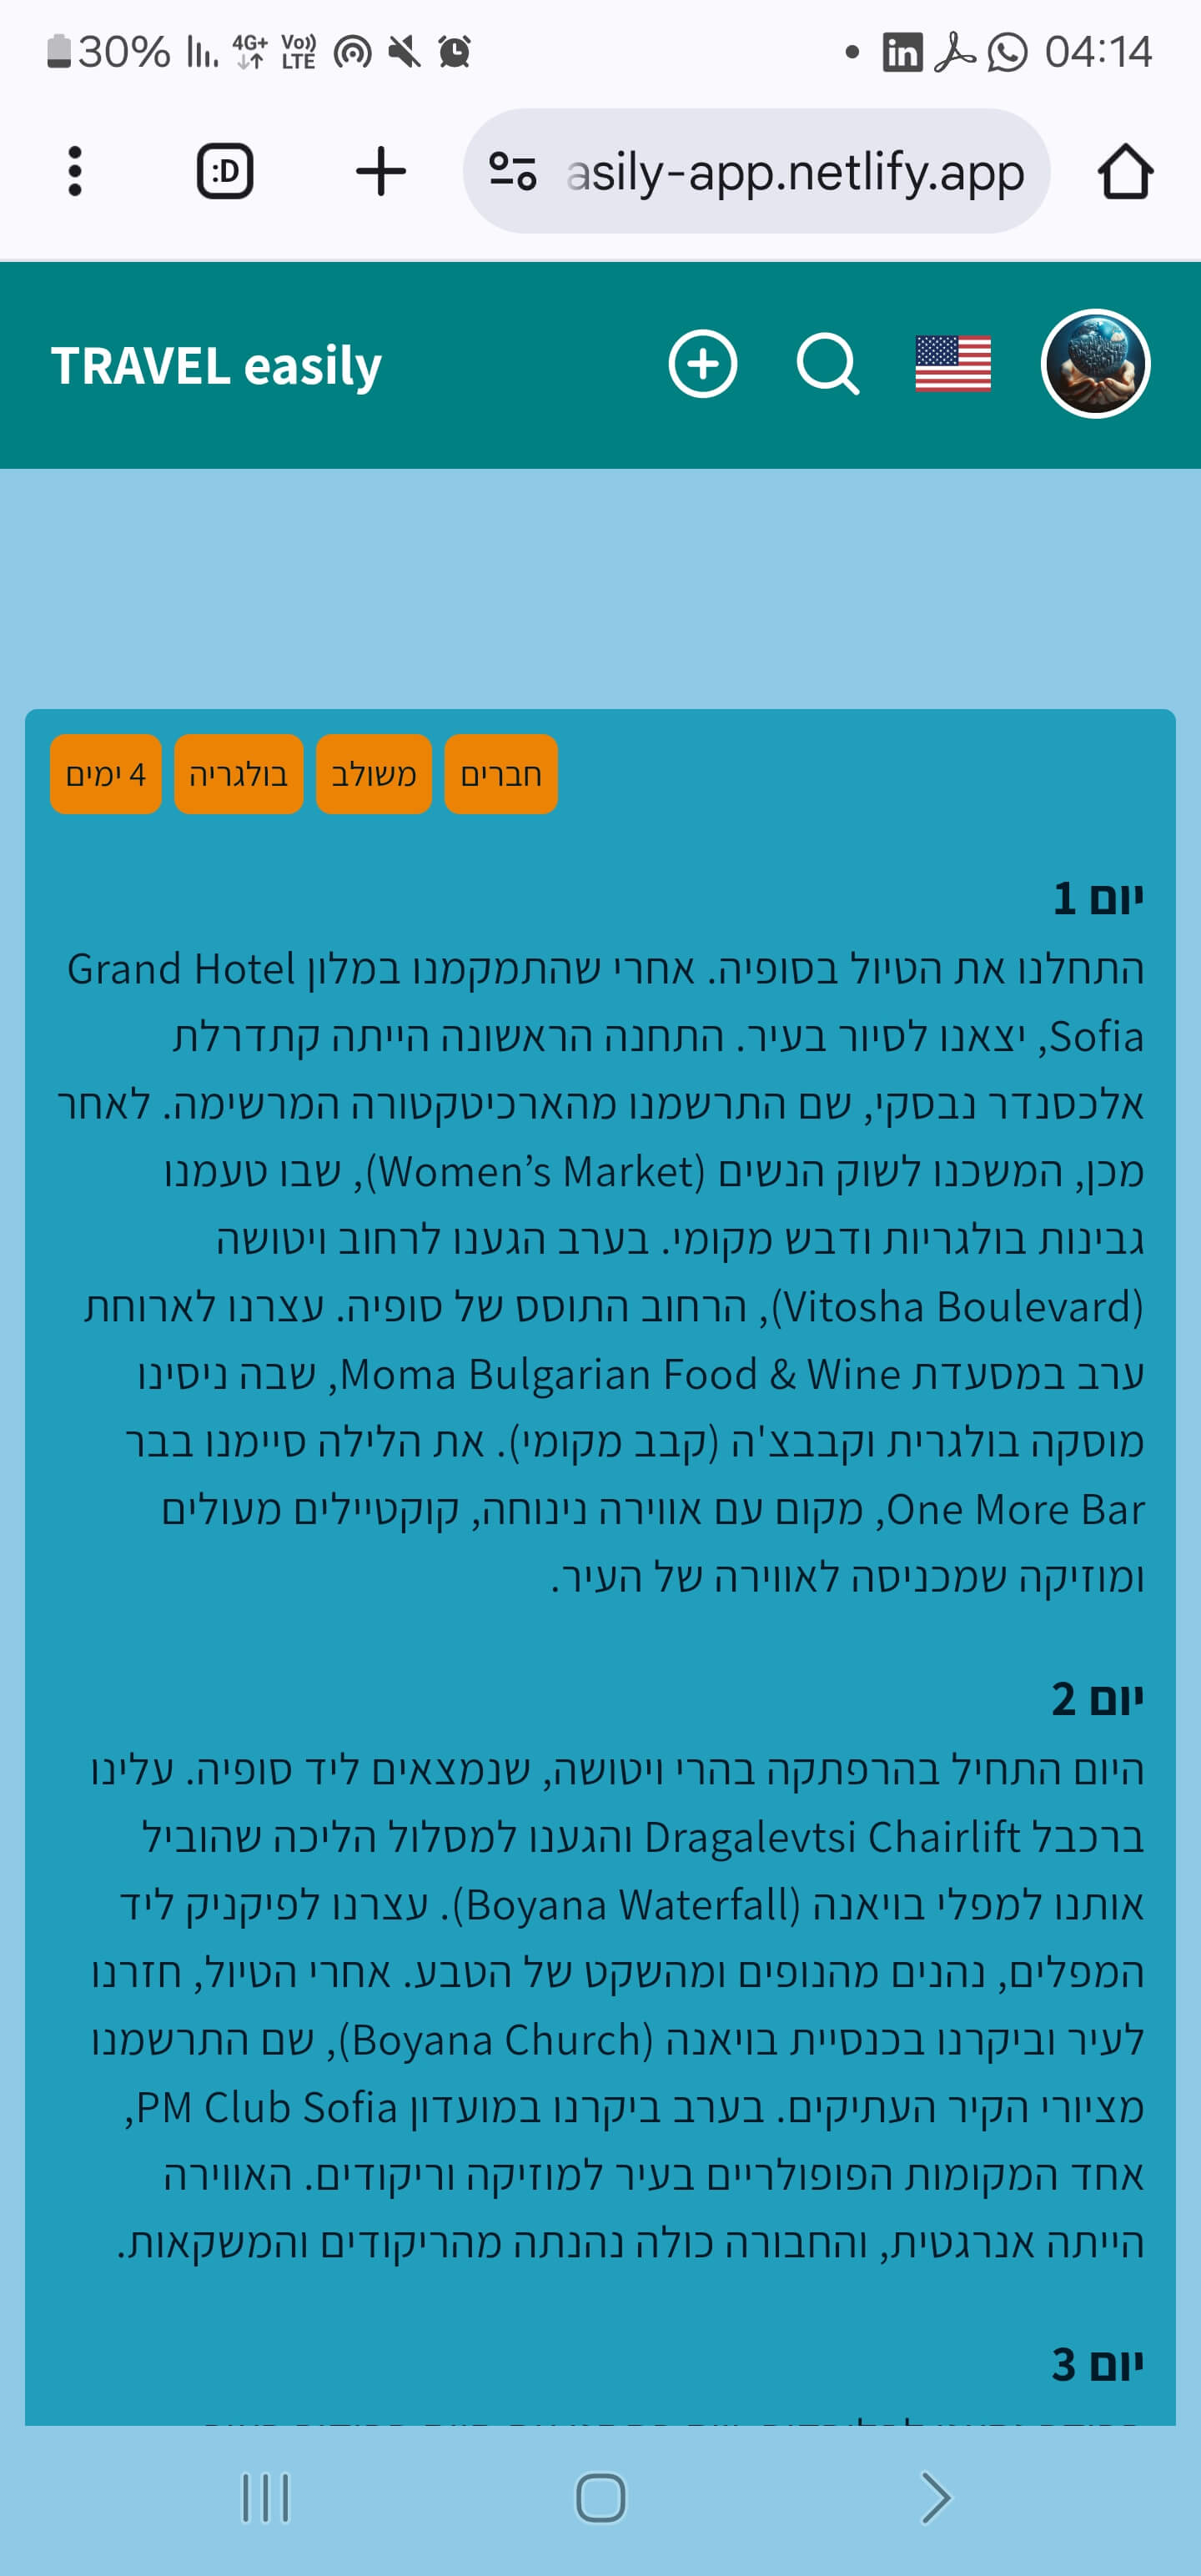 30% 4G+ Vo)) LTE 04:14
:D asily-app.netlify.app
TRAVEL easily
חברים משולב בולגריה 4 ימים
יום 1
התחלנו את הטיול בסופיה. אחרי שהתמקמנו במלון Grand Hotel
Sofia, יצאנו לסיור בעיר. התחנה הראשונה הייתה קתדרלת
אלכסנדר נבסקי, שם התרשמנו מהארכיטקטורה המרשימה. לאחר
מכן, המשכנו לשוק הנשים (Women’s Market), שבו טעמנו
גבינות בולגריות ודבש מקומי. בערב הגענו לרחוב ויטושה
(Vitosha Boulevard), הרחוב התוסס של סופיה. עצרנו לארוחת
ערב במסעדת Moma Bulgarian Food & Wine, שבה ניסינו
מוסקה בולגרית וקבבצ'ה (קבב מקומי). את הלילה סיימנו בבר
One More Bar, מקום עם אווירה נינוחה, קוקטיילים מעולים
ומוזיקה שמכניסה לאווירה של העיר.
יום 2
היום התחיל בהרפתקה בהרי ויטושה, שנמצאים ליד סופיה. עלינו
ברכבל Dragalevtsi Chairlift והגענו למסלול הליכה שהוביל
אותנו למפלי בויאנה (Boyana Waterfall). עצרנו לפיקניק ליד
המפלים, נהנים מהנופים ומהשקט של הטבע. אחרי הטיול, חזרנו
לעיר וביקרנו בכנסיית בויאנה (Boyana Church), שם התרשמנו
מציורי הקיר העתיקים. בערב ביקרנו במועדון PM Club Sofia,
אחד המקומות הפופולריים בעיר למוזיקה וריקודים. האווירה
הייתה אנרגטית, והחבורה כולה נהנתה מהריקודים והמשקאות.
יום 3